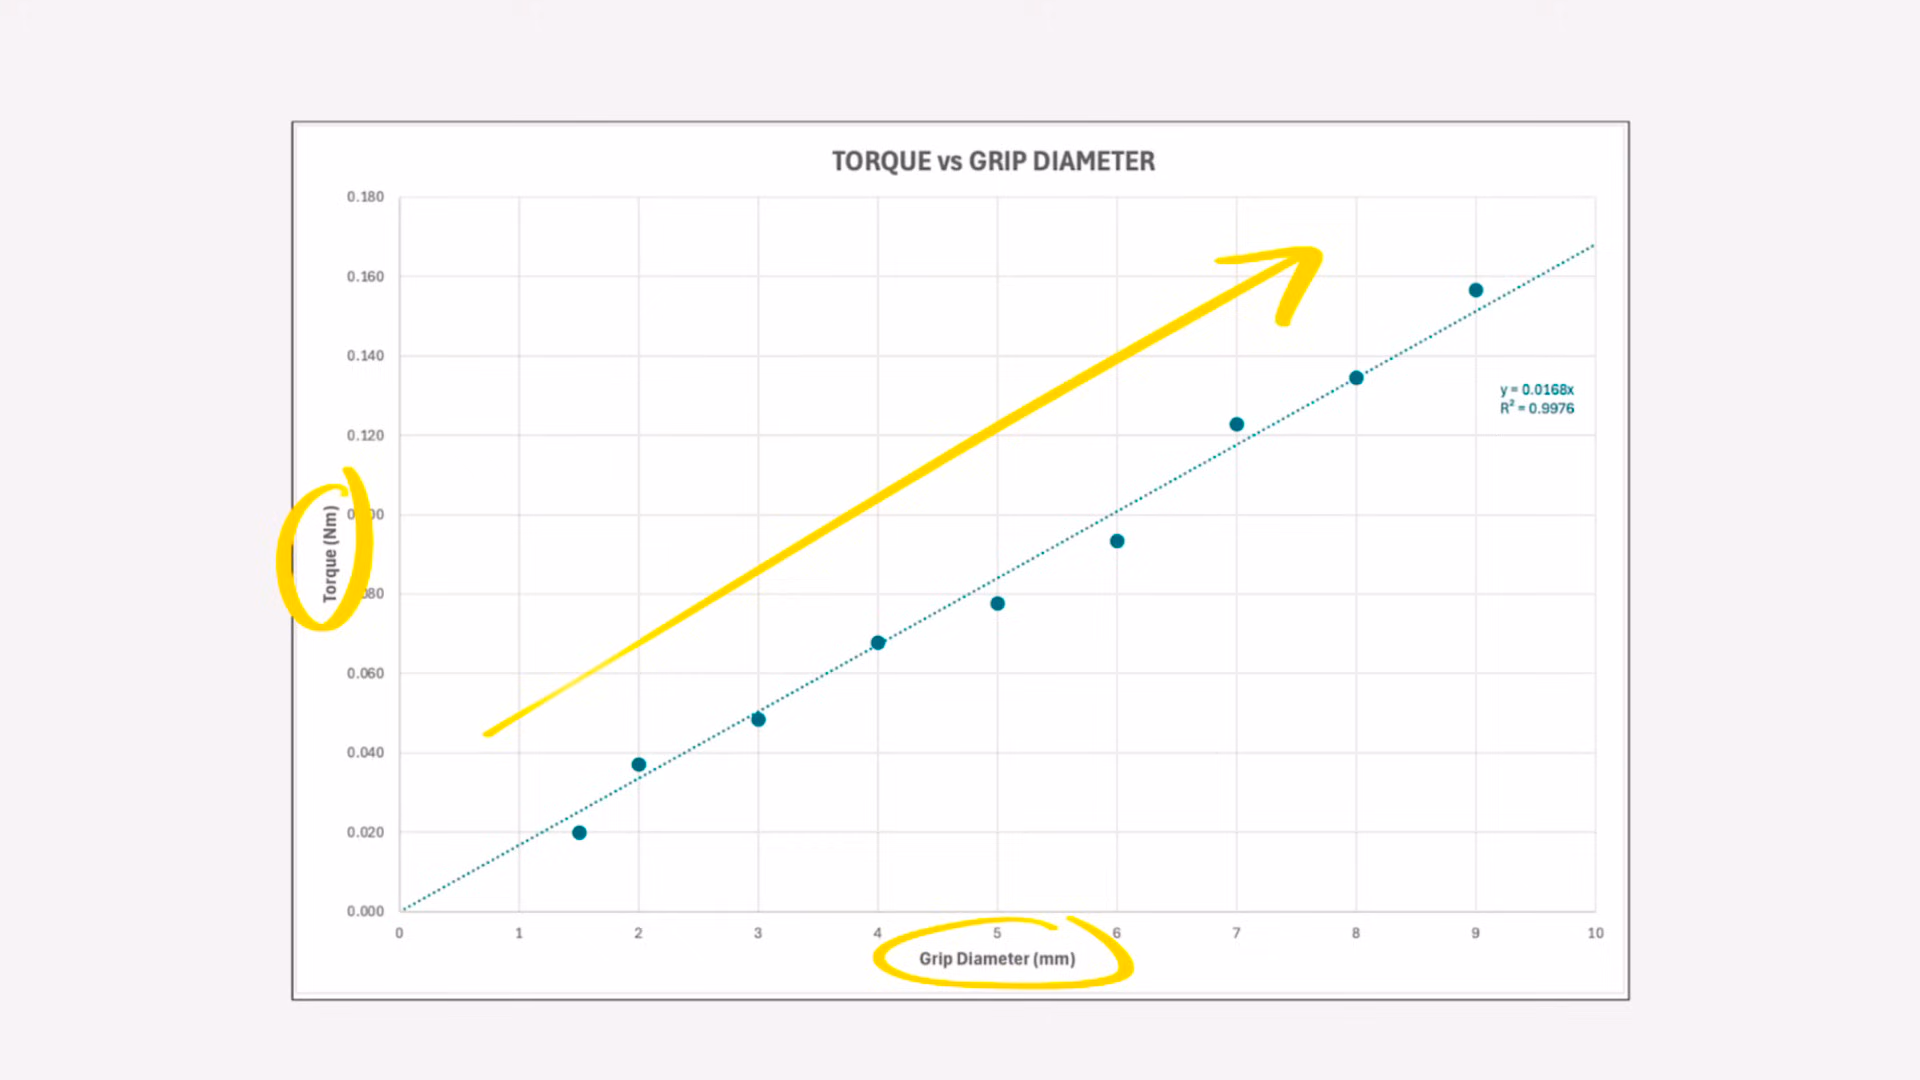 TORQUE vs GRIP DIAMETER
0.180
0.160
0.140
0.120
0.060
0.040
0.020
0.000
Torque (Nm)
y = 0.0168x
R² = 0.9976
0 1 2 3 4 5 6 7 8 9 10
Grip Diameter (mm)